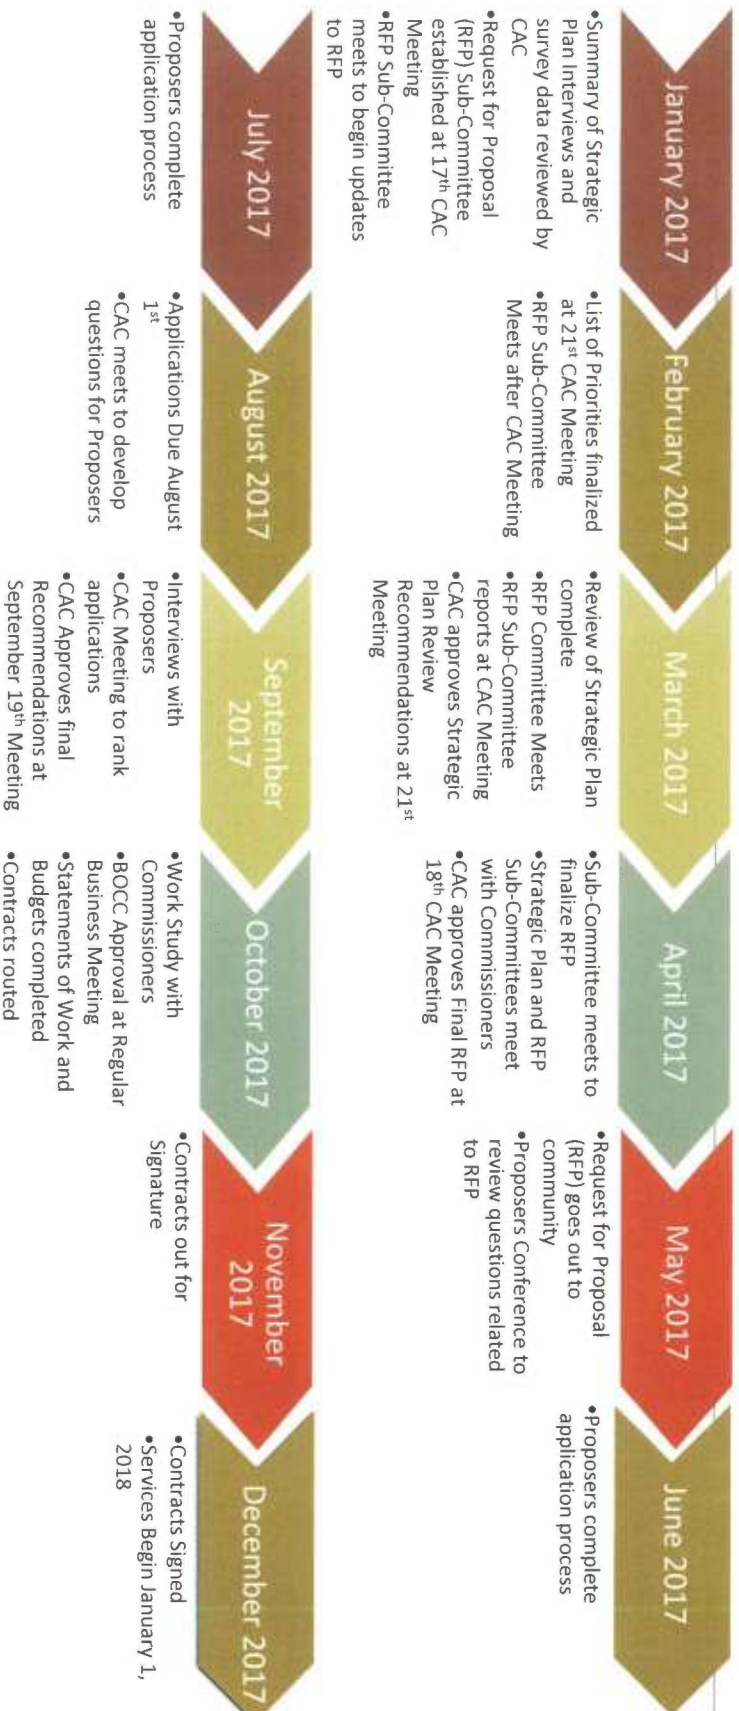 January 2017
•Summary of Strategic
Plan Interviews and
survey data reviewed by
CAC
•Request for Proposal
(RFP) Sub-Committee
established at 17th CAC
Meeting
•RFP Sub-Committee
meets to begin updates
to RFP
February 2017
•List of Priorities finalized
at 21st CAC Meeting
•RFP Sub-Committee
Meets after CAC Meeting
March 2017
•Review of Strategic Plan
complete
•RFP Committee Meets
•RFP Sub-Committee
reports at CAC Meeting
•CAC approves Strategic
Plan Review
Recommendations at 21st
Meeting
April 2017
•Sub-Committee meets to
finalize RFP
•Strategic Plan and RFP
Sub-Committees meet
with Commissioners
•CAC approves Final RFP at
18th CAC Meeting
May 2017
•Request for Proposal
(RFP) goes out to
community
•Proposers Conference to
review questions related
to RFP
June 2017
•Proposers complete
application process
July 2017
•Proposers complete
application process
August 2017
•Applications Due August
1st
•CAC meets to develop
questions for Proposers
September
2017
•Interviews with
Proposers
•CAC Meeting to rank
applications
•CAC Approves final
Recommendations at
September 19th Meeting
October 2017
•Work Study with
Commissioners
•BOCC Approval at Regular
Business Meeting
•Statements of Work and
Budgets completed
•Contracts routed
November
2017
•Contracts out for
Signature
December 2017
•Contracts Signed
•Services Begin January 1,
2018